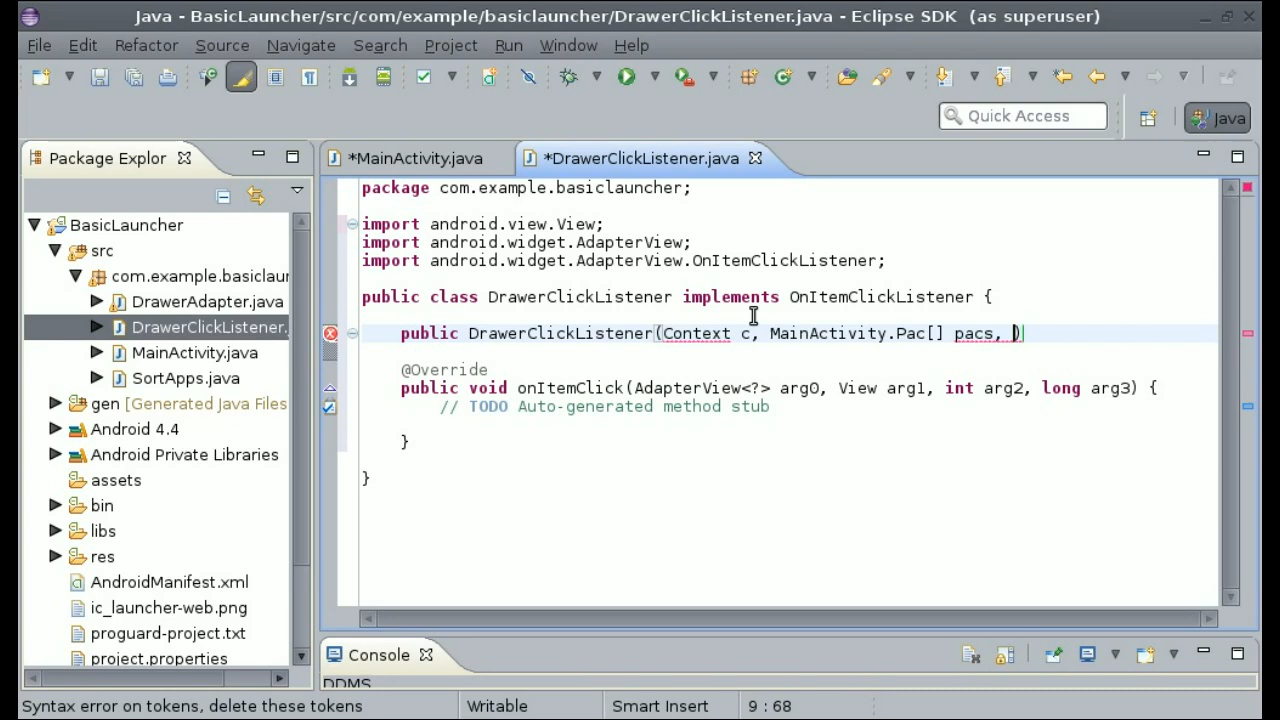 Java - BasicLauncher/src/com/example/basiclauncher/DrawerClickListener.java - Eclipse SDK (as superuser)
File Edit Refactor Source Navigate Search Project Run Window Help
Quick Access
Java
Package Explor
*MainActivity.java
*DrawerClickListener.java
BasicLauncher
src
com.example.basiclaun
DrawerAdapter.java
DrawerClickListener.
MainActivity.java
SortApps.java
gen [Generated Java Files
Android 4.4
Android Private Libraries
assets
bin
libs
res
AndroidManifest.xml
ic_launcher-web.png
proguard-project.txt
project.properties
package com.example.basiclauncher;
import android.view.View;
import android.widget.AdapterView;
import android.widget.AdapterView.OnItemClickListener;
public class DrawerClickListener implements OnItemClickListener {
public DrawerClickListener(Context c, MainActivity.Pac[] pacs, )
@Override
public void onItemClick(AdapterView<?> arg0, View arg1, int arg2, long arg3) {
// TODO Auto-generated method stub
}
}
Console
DDMS
Syntax error on tokens, delete these tokens
Writable
Smart Insert
9 : 68